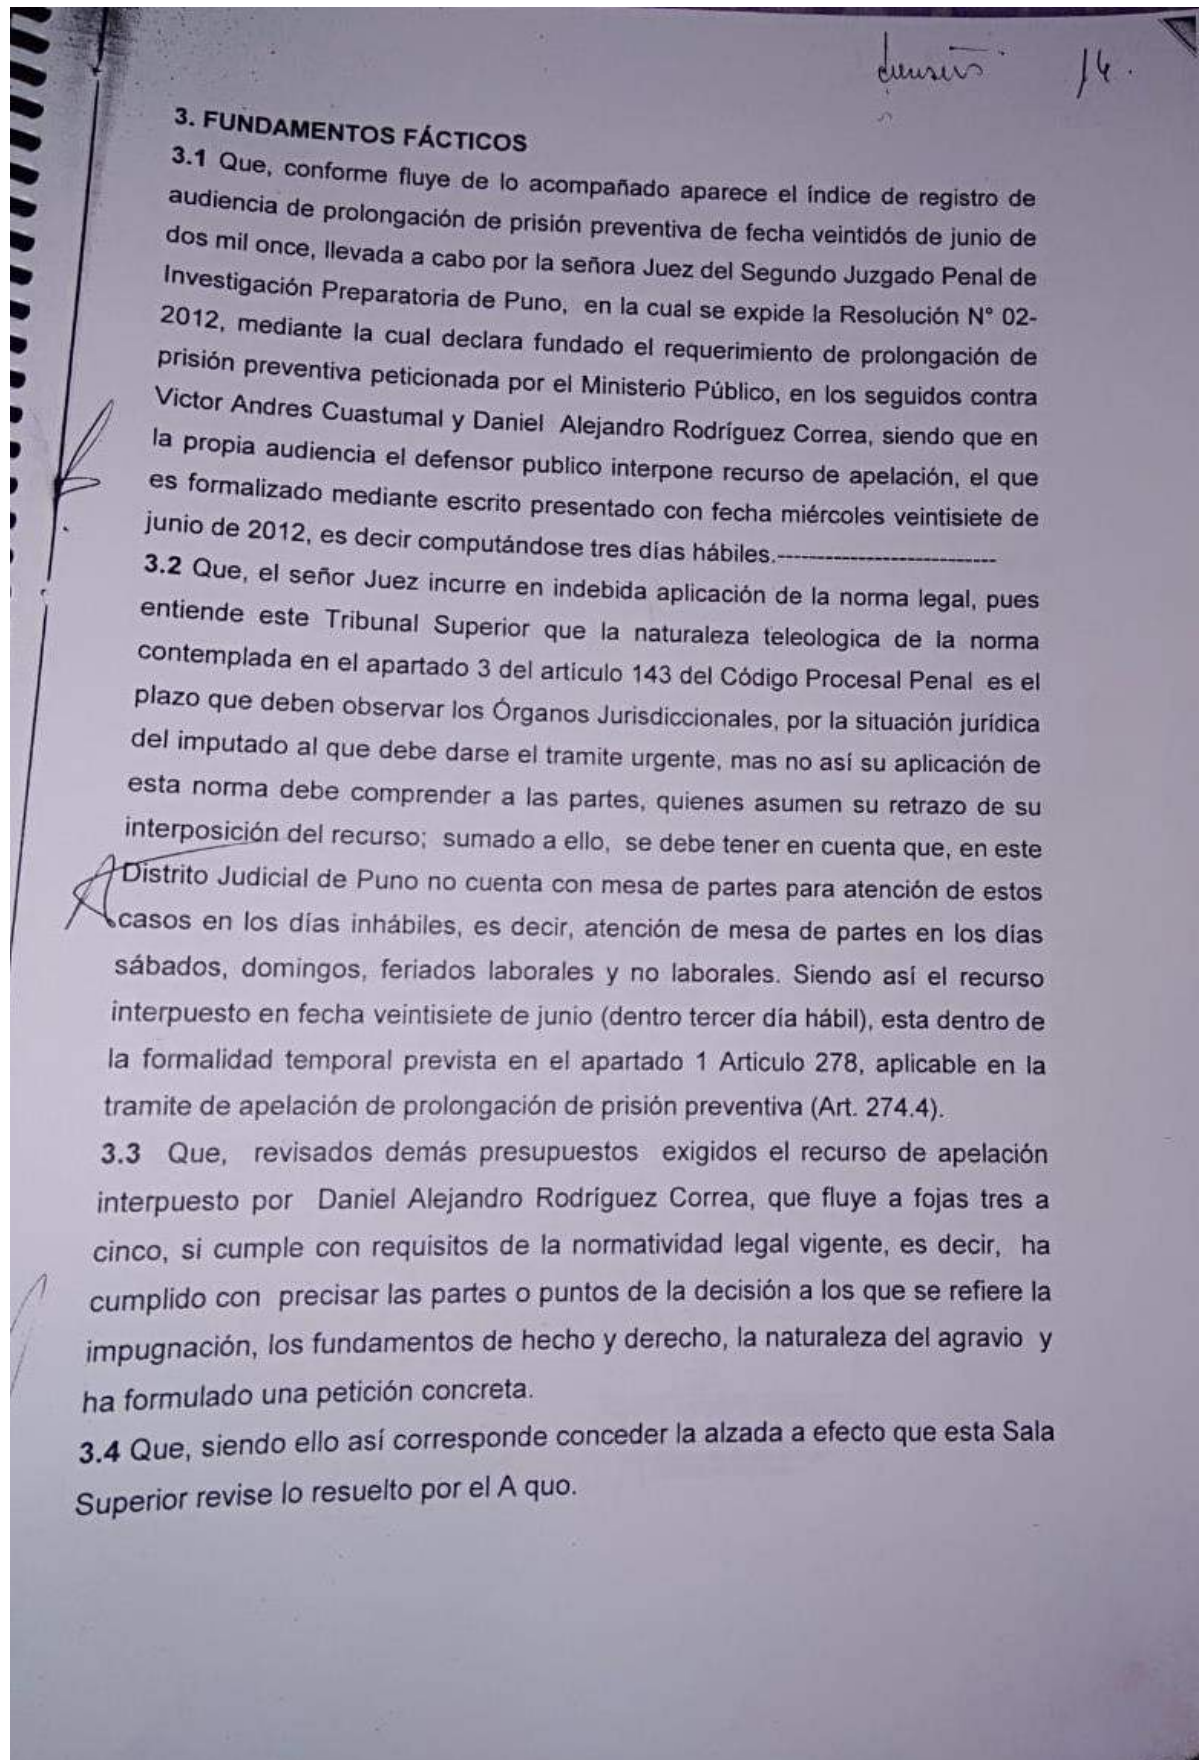 16.
3. FUNDAMENTOS FÁCTICOS
3.1 Que, conforme fluye de lo acompañado aparece el índice de registro de
audiencia de prolongación de prisión preventiva de fecha veintidós de junio de
dos mil once, llevada a cabo por la señora Juez del Segundo Juzgado Penal de
Investigación Preparatoria de Puno, en la cual se expide la Resolución N° 02-
2012, mediante la cual declara fundado el requerimiento de prolongación de
prisión preventiva peticionada por el Ministerio Público, en los seguidos contra
Victor Andres Cuastumal y Daniel Alejandro Rodríguez Correa, siendo que en
la propia audiencia el defensor publico interpone recurso de apelación, el que
es formalizado mediante escrito presentado con fecha miércoles veintisiete de
junio de 2012, es decir computándose tres días hábiles.---------------------------
3.2 Que, el señor Juez incurre en indebida aplicación de la norma legal, pues
entiende este Tribunal Superior que la naturaleza teleologica de la norma
contemplada en el apartado 3 del artículo 143 del Código Procesal Penal es el
plazo que deben observar los Órganos Jurisdiccionales, por la situación jurídica
del imputado al que debe darse el tramite urgente, mas no así su aplicación de
esta norma debe comprender a las partes, quienes asumen su retrazo de su
interposición del recurso; sumado a ello, se debe tener en cuenta que, en este
Distrito Judicial de Puno no cuenta con mesa de partes para atención de estos
casos en los días inhábiles, es decir, atención de mesa de partes en los días
sábados, domingos, feriados laborales y no laborales. Siendo así el recurso
interpuesto en fecha veintisiete de junio (dentro tercer día hábil), esta dentro de
la formalidad temporal prevista en el apartado 1 Articulo 278, aplicable en la
tramite de apelación de prolongación de prisión preventiva (Art. 274.4).
3.3 Que, revisados demás presupuestos exigidos el recurso de apelación
interpuesto por Daniel Alejandro Rodríguez Correa, que fluye a fojas tres a
cinco, si cumple con requisitos de la normatividad legal vigente, es decir, ha
cumplido con precisar las partes o puntos de la decisión a los que se refiere la
impugnación, los fundamentos de hecho y derecho, la naturaleza del agravio y
ha formulado una petición concreta.
3.4 Que, siendo ello así corresponde conceder la alzada a efecto que esta Sala
Superior revise lo resuelto por el A quo.